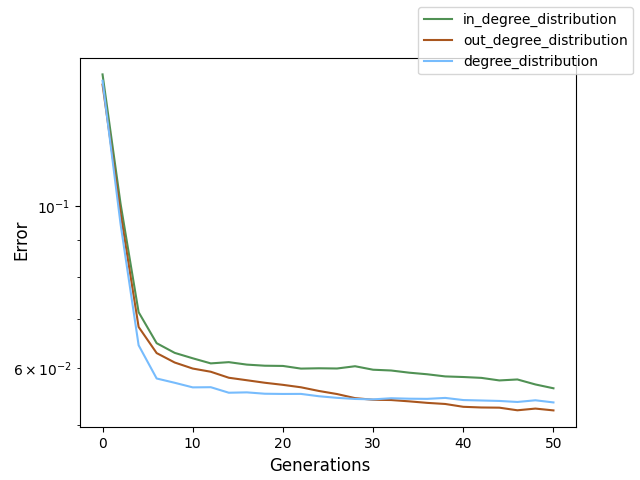 in_degree_distribution
out_degree_distribution
degree_distribution
Error
10⁻¹
6 × 10⁻²
0 10 20 30 40 50
Generations